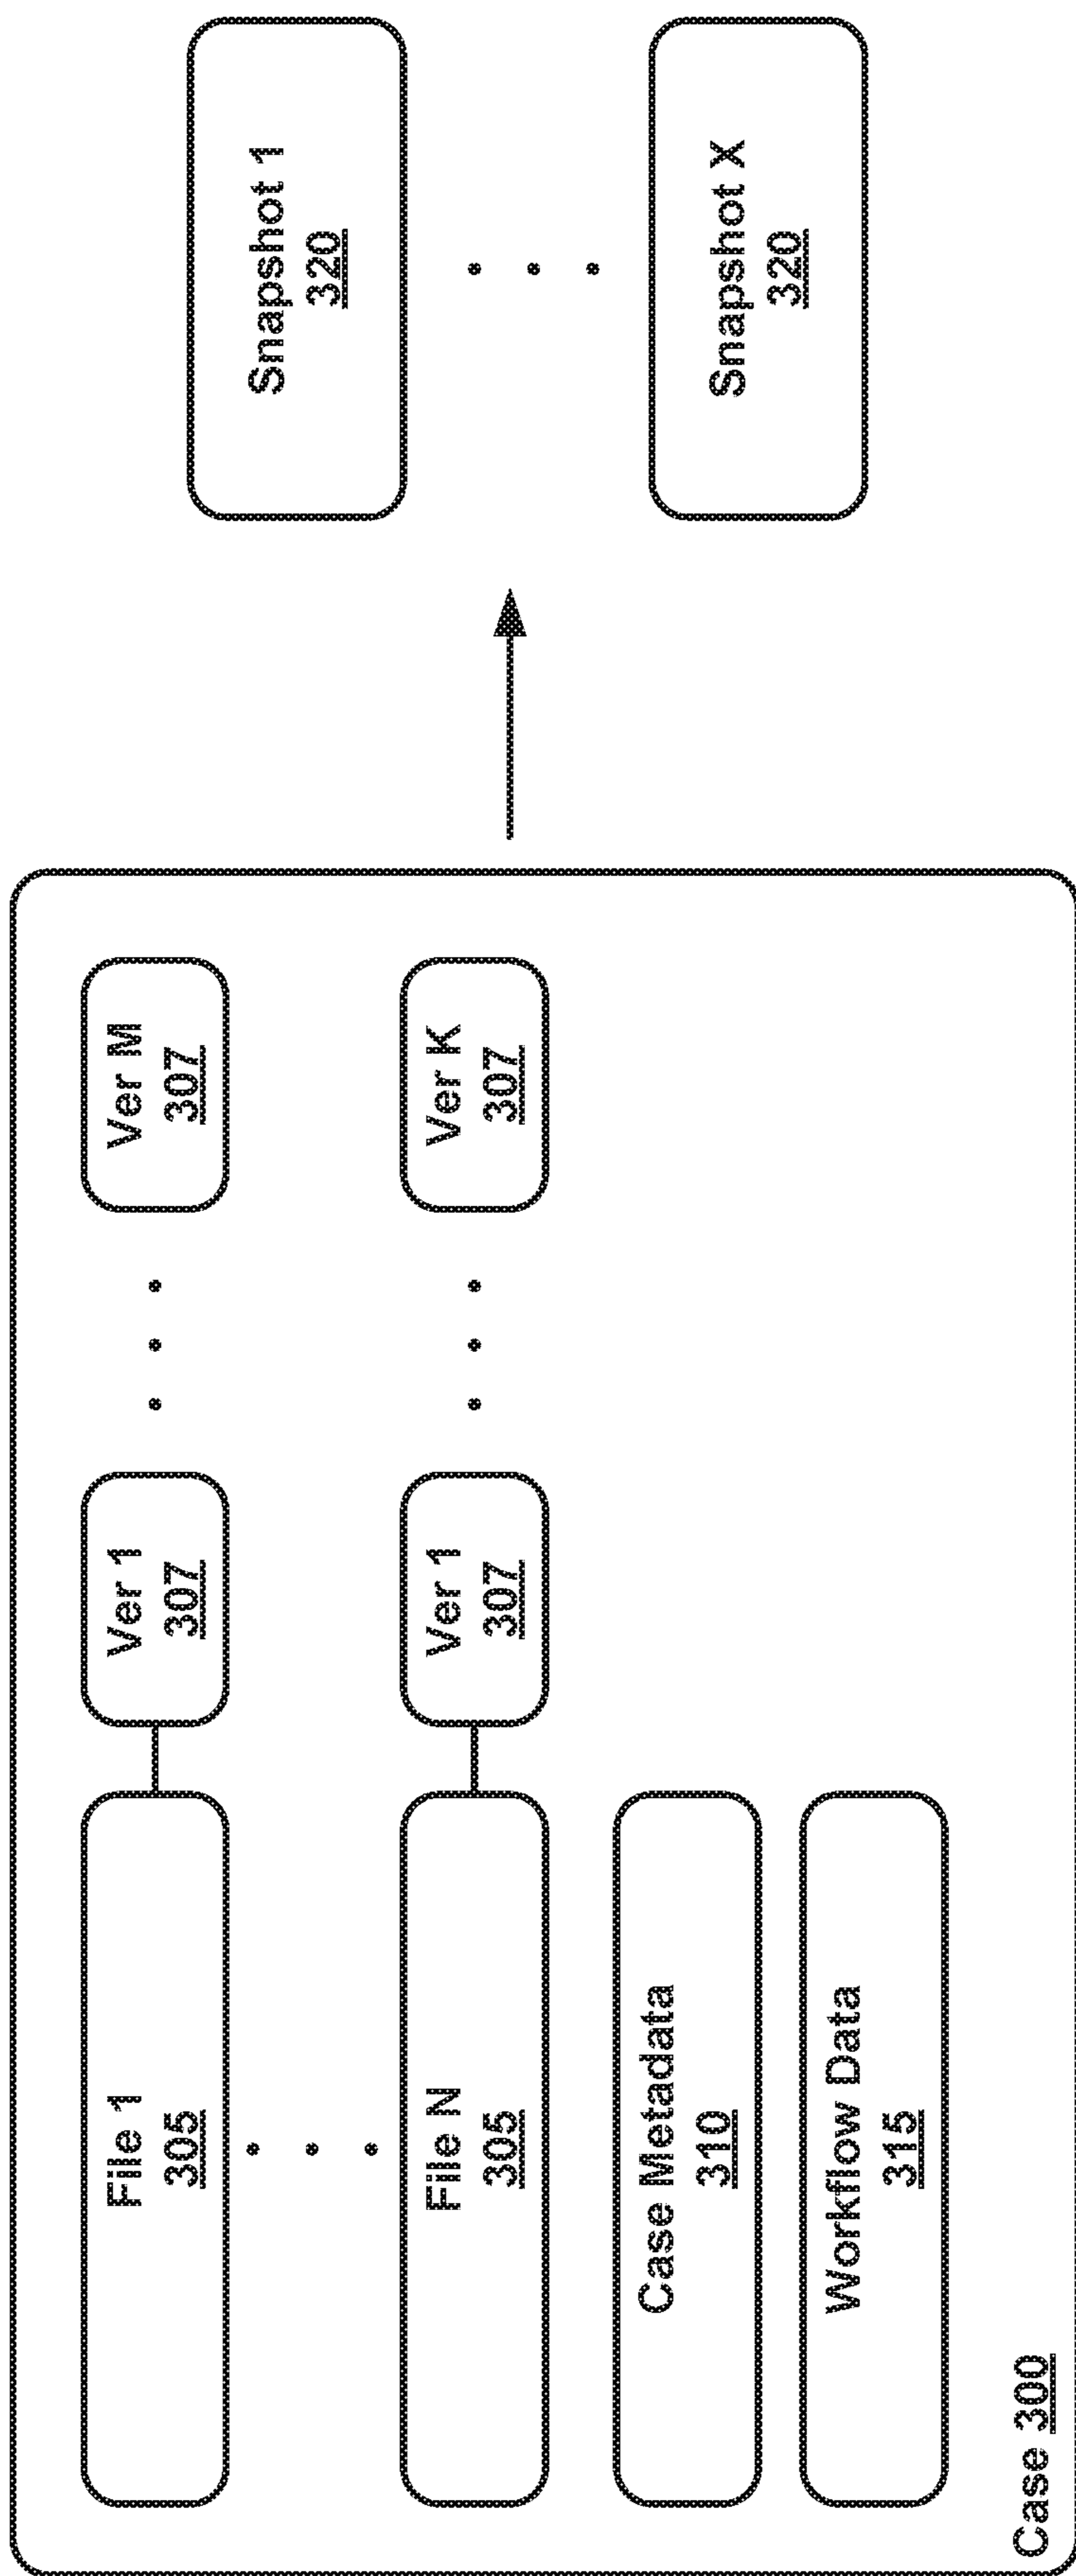 File 1
305
Ver 1
307
Ver M
307
File N
305
Ver 1
307
Ver K
307
Case Metadata
310
Workflow Data
315
Case 300
Snapshot 1
320
Snapshot X
320